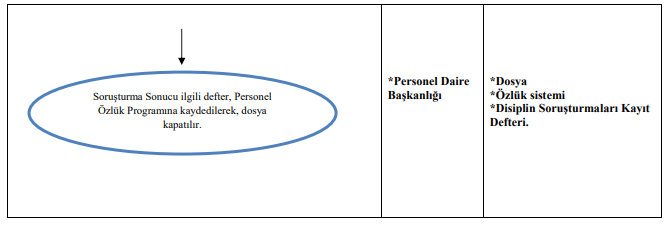 Soruşturma Sonucu ilgili defter, Personel
Özlük Programına kaydedilerek, dosya
kapatılır.
*Personel Daire
Başkanlığı
*Dosya
*Özlük sistemi
*Disiplin Soruşturmaları Kayıt
Defteri.